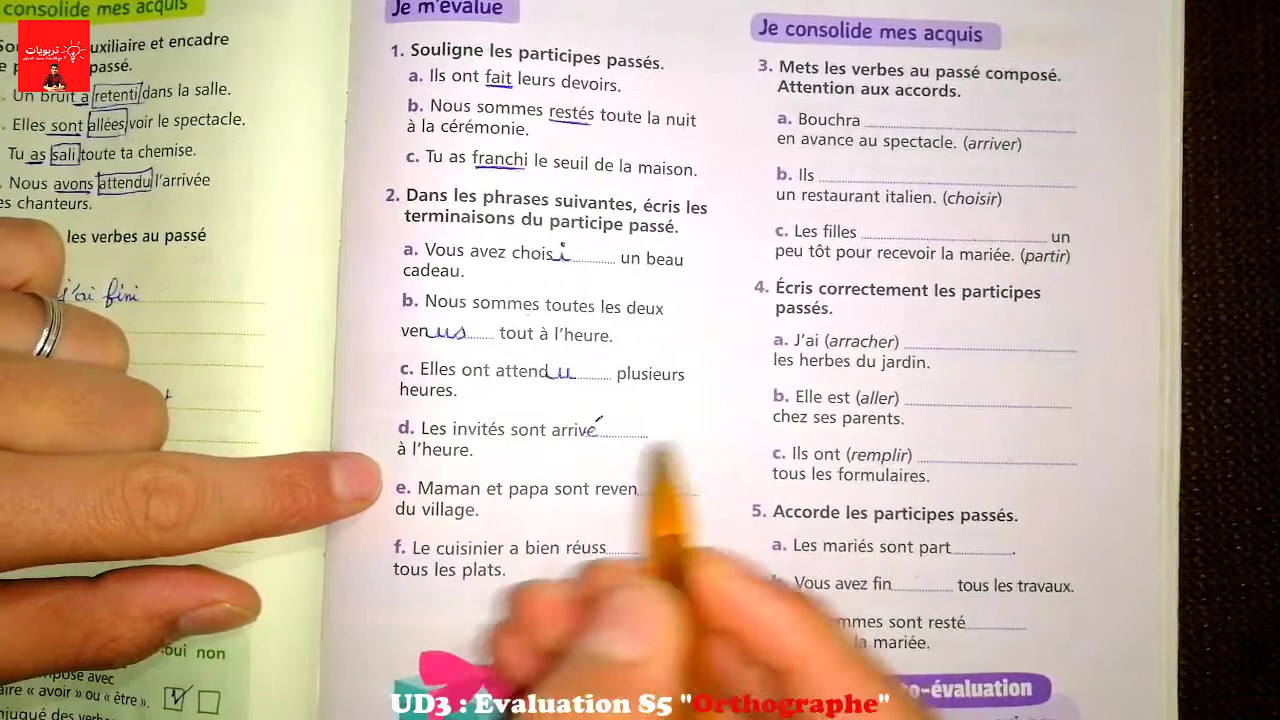 consolide mes acquis
تربويات
uxiliaire et encadre
passé.
Un bruit a retenti dans la salle.
Elles sont allées voir le spectacle.
Tu as sali toute ta chemise.
Nous avons attendu l'arrivée
es chanteurs.
les verbes au passé
j'ai fini
oui non
mpose avec
aire « avoir » ou « être ».
njugué des verbes
Je m'évalue
1. Souligne les participes passés.
a. Ils ont fait leurs devoirs.
b. Nous sommes restés toute la nuit
à la cérémonie.
c. Tu as franchi le seuil de la maison.
2. Dans les phrases suivantes, écris les
terminaisons du participe passé.
a. Vous avez choisi un beau
cadeau.
b. Nous sommes toutes les deux
venus tout à l'heure.
c. Elles ont attendu plusieurs
heures.
d. Les invités sont arrivé
à l'heure.
e. Maman et papa sont reven
du village.
f. Le cuisinier a bien réuss
tous les plats.
Je consolide mes acquis
3. Mets les verbes au passé composé.
Attention aux accords.
a. Bouchra
en avance au spectacle. (arriver)
b. Ils
un restaurant italien. (choisir)
c. Les filles un
peu tôt pour recevoir la mariée. (partir)
4. Écris correctement les participes
passés.
a. J'ai (arracher)
les herbes du jardin.
b. Elle est (aller)
chez ses parents.
c. Ils ont (remplir)
tous les formulaires.
5. Accorde les participes passés.
a. Les mariés sont part.
Vous avez fin tous les travaux.
mmes sont resté
la mariée.
o-évaluation
UD3 : Evaluation S5 "Orthographe"